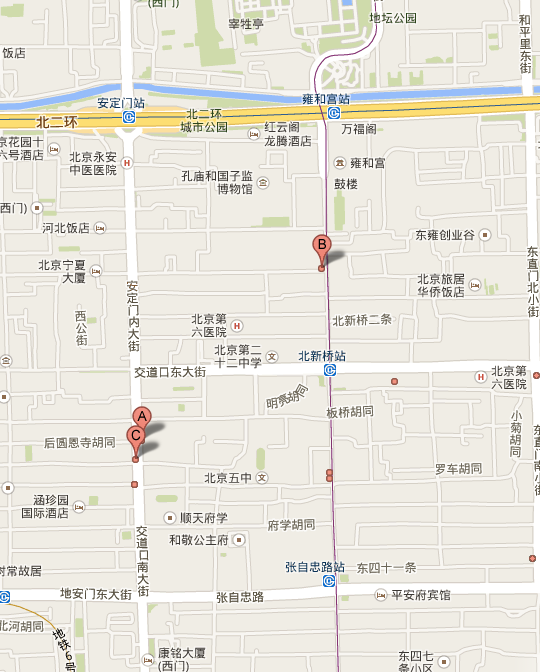 (西门)
宰牲亭
地坛公园
和平里东街
饭店
安定门站
雍和宫站
北二环
北二环
城市公园
红云阁
龙腾酒店
万福阁
京花园十
六号酒店
北京永安
中医医院
雍和宫
孔庙和国子监
博物馆
鼓楼
西门)
河北饭店
B
东雍创业谷
北京宁夏
大厦
北京旅居
华侨饭店
东直门北小街
安定门内大街
西公街
北京第
六医院
北新桥二条
北京第二
十二中学
北新桥站
交道口东大街
北京第
六医院
明亮胡同
板桥胡同
A
小菊胡同
C
后圆恩寺胡同
东直门南小街
罗车胡同
北京五中
涵珍园
国际酒店
顺天府学
府学胡同
和敬公主府
交道口南大街
张自忠路站
东四十一条
树常故居
地安门东大街
张自忠路
平安府宾馆
北河胡同
地铁6号
康铭大厦
(西门)
东四七
条小区